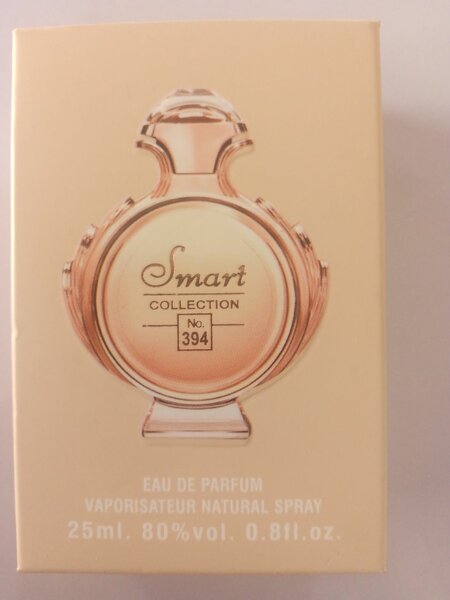 Smart
COLLECTION
No.
394
EAU DE PARFUM
VAPORISATEUR NATURAL SPRAY
25ml. 80%vol. 0.8fl.oz.